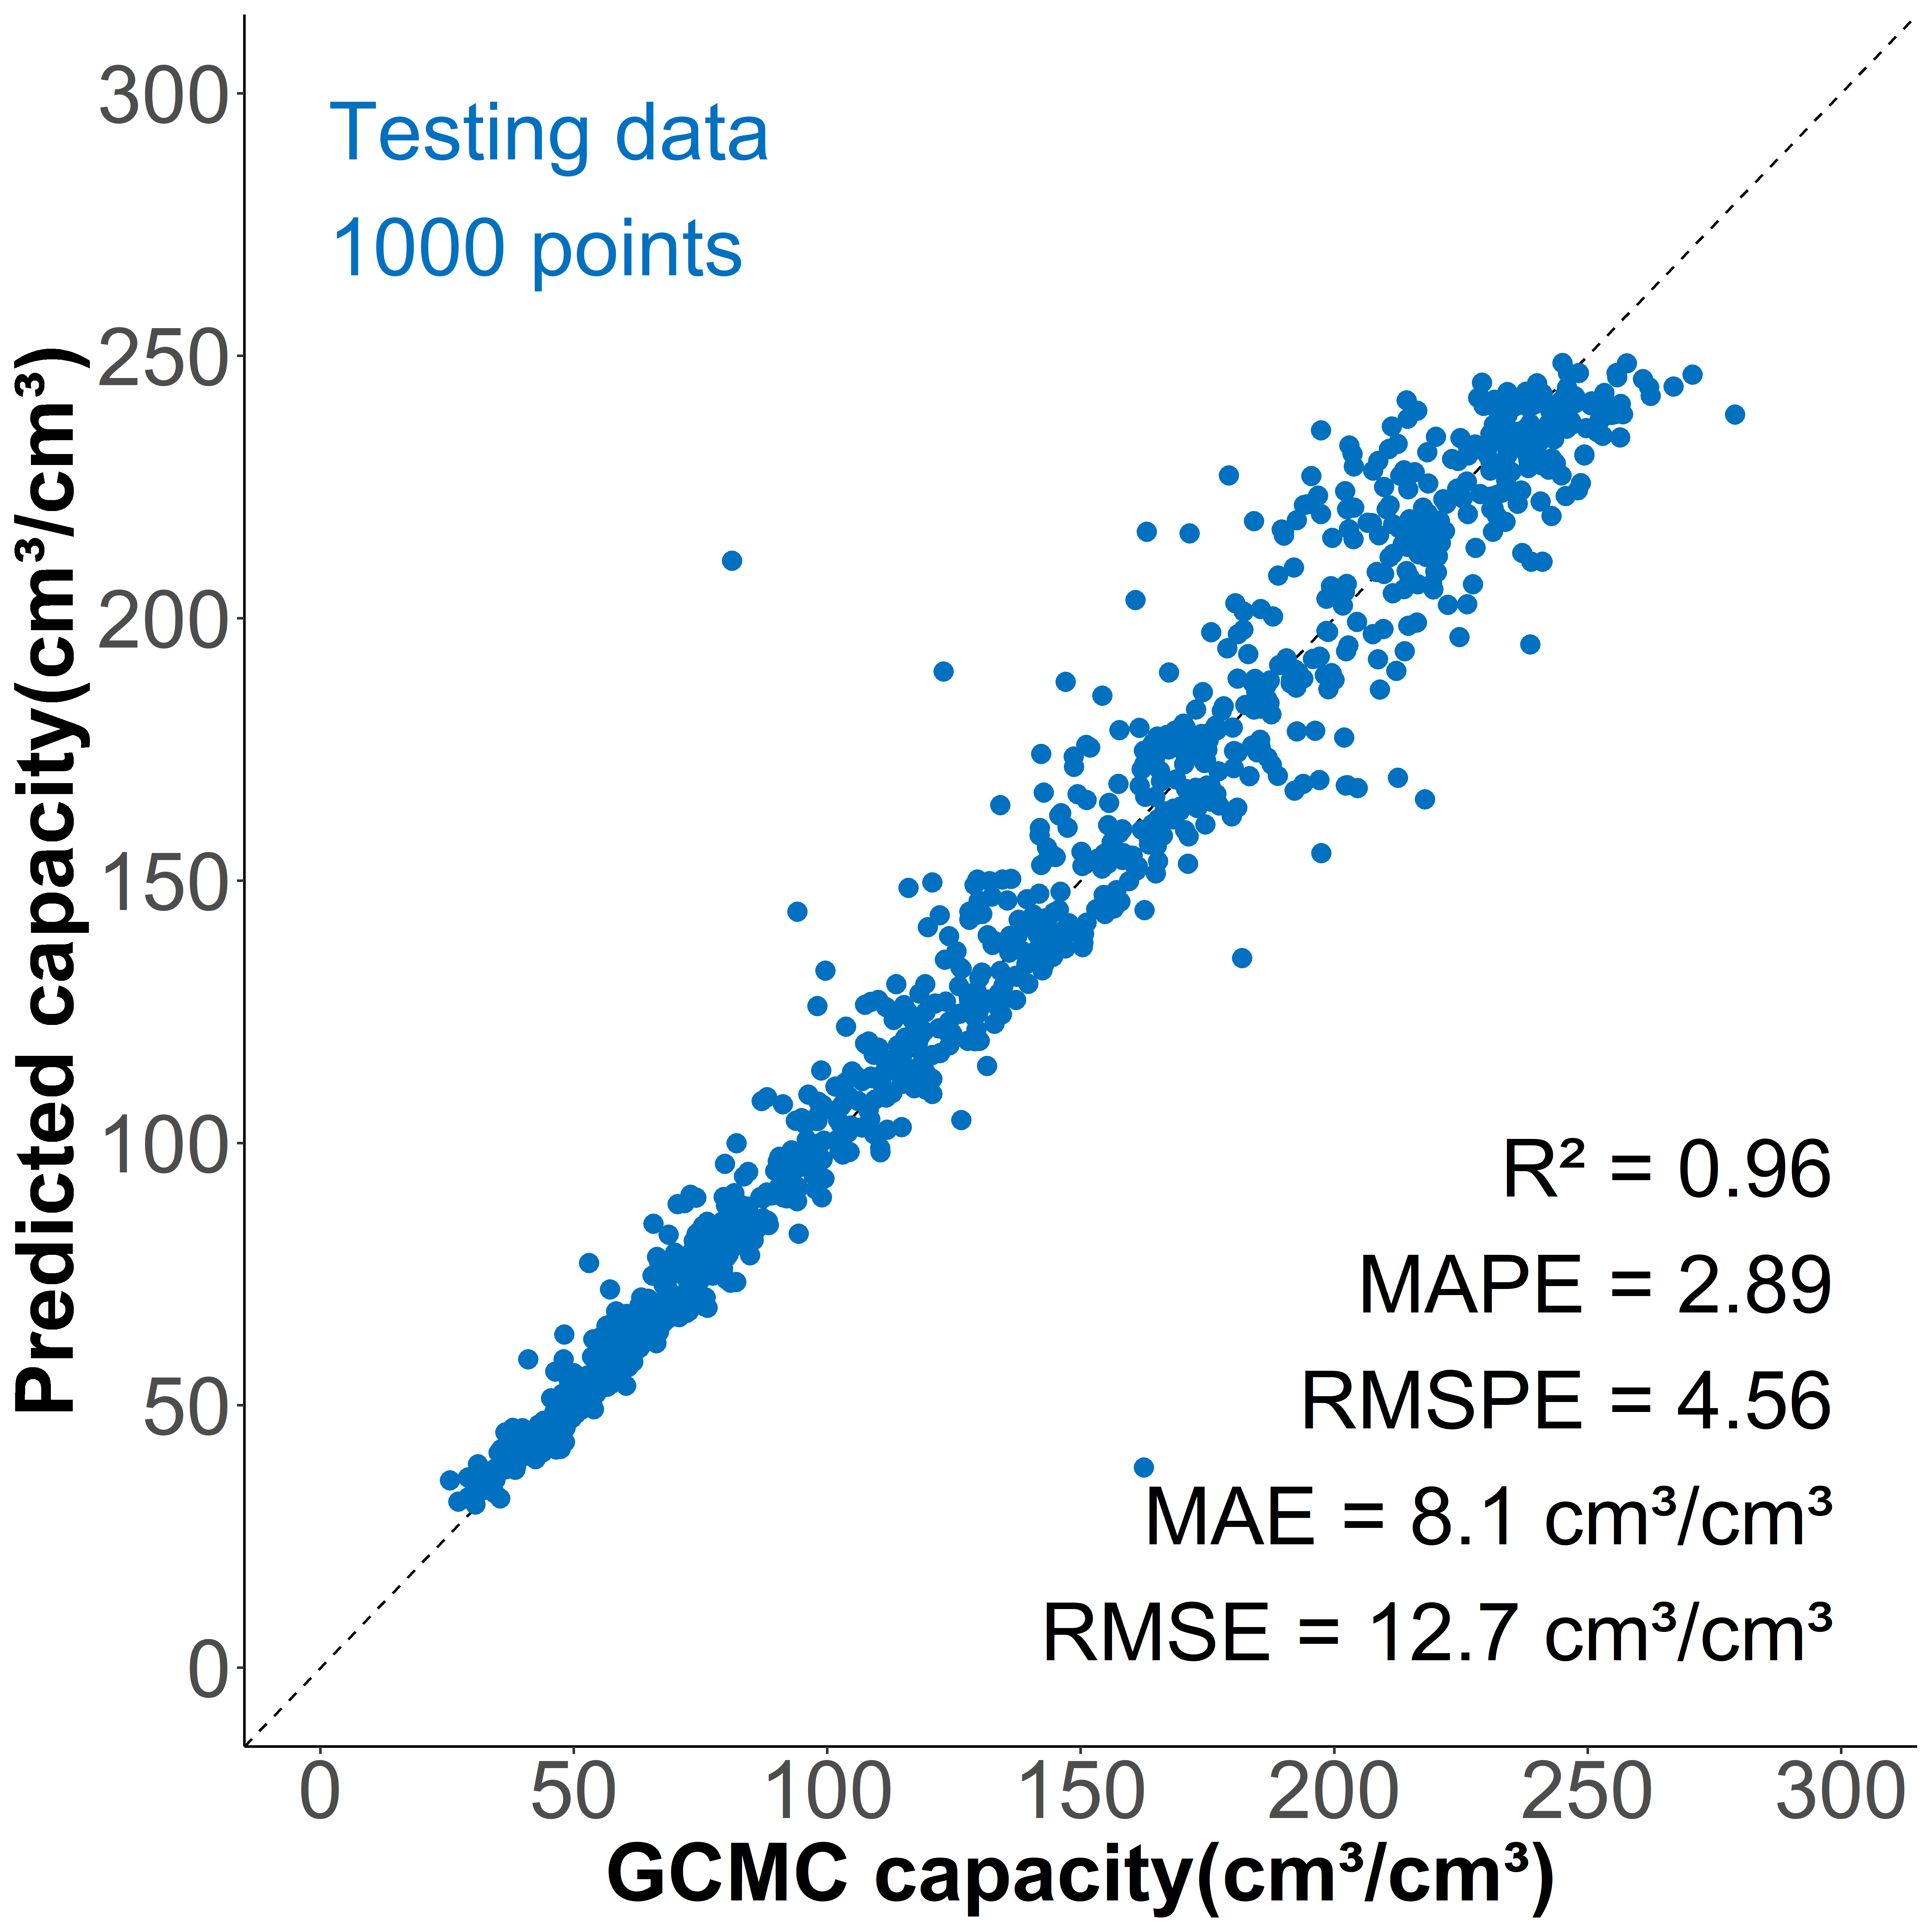 Predicted capacity(cm³/cm³)
300
250
200
150
100
50
0
Testing data
1000 points
R² = 0.96
MAPE = 2.89
RMSPE = 4.56
MAE = 8.1 cm³/cm³
RMSE = 12.7 cm³/cm³
0 50 100 150 200 250 300
GCMC capacity(cm³/cm³)